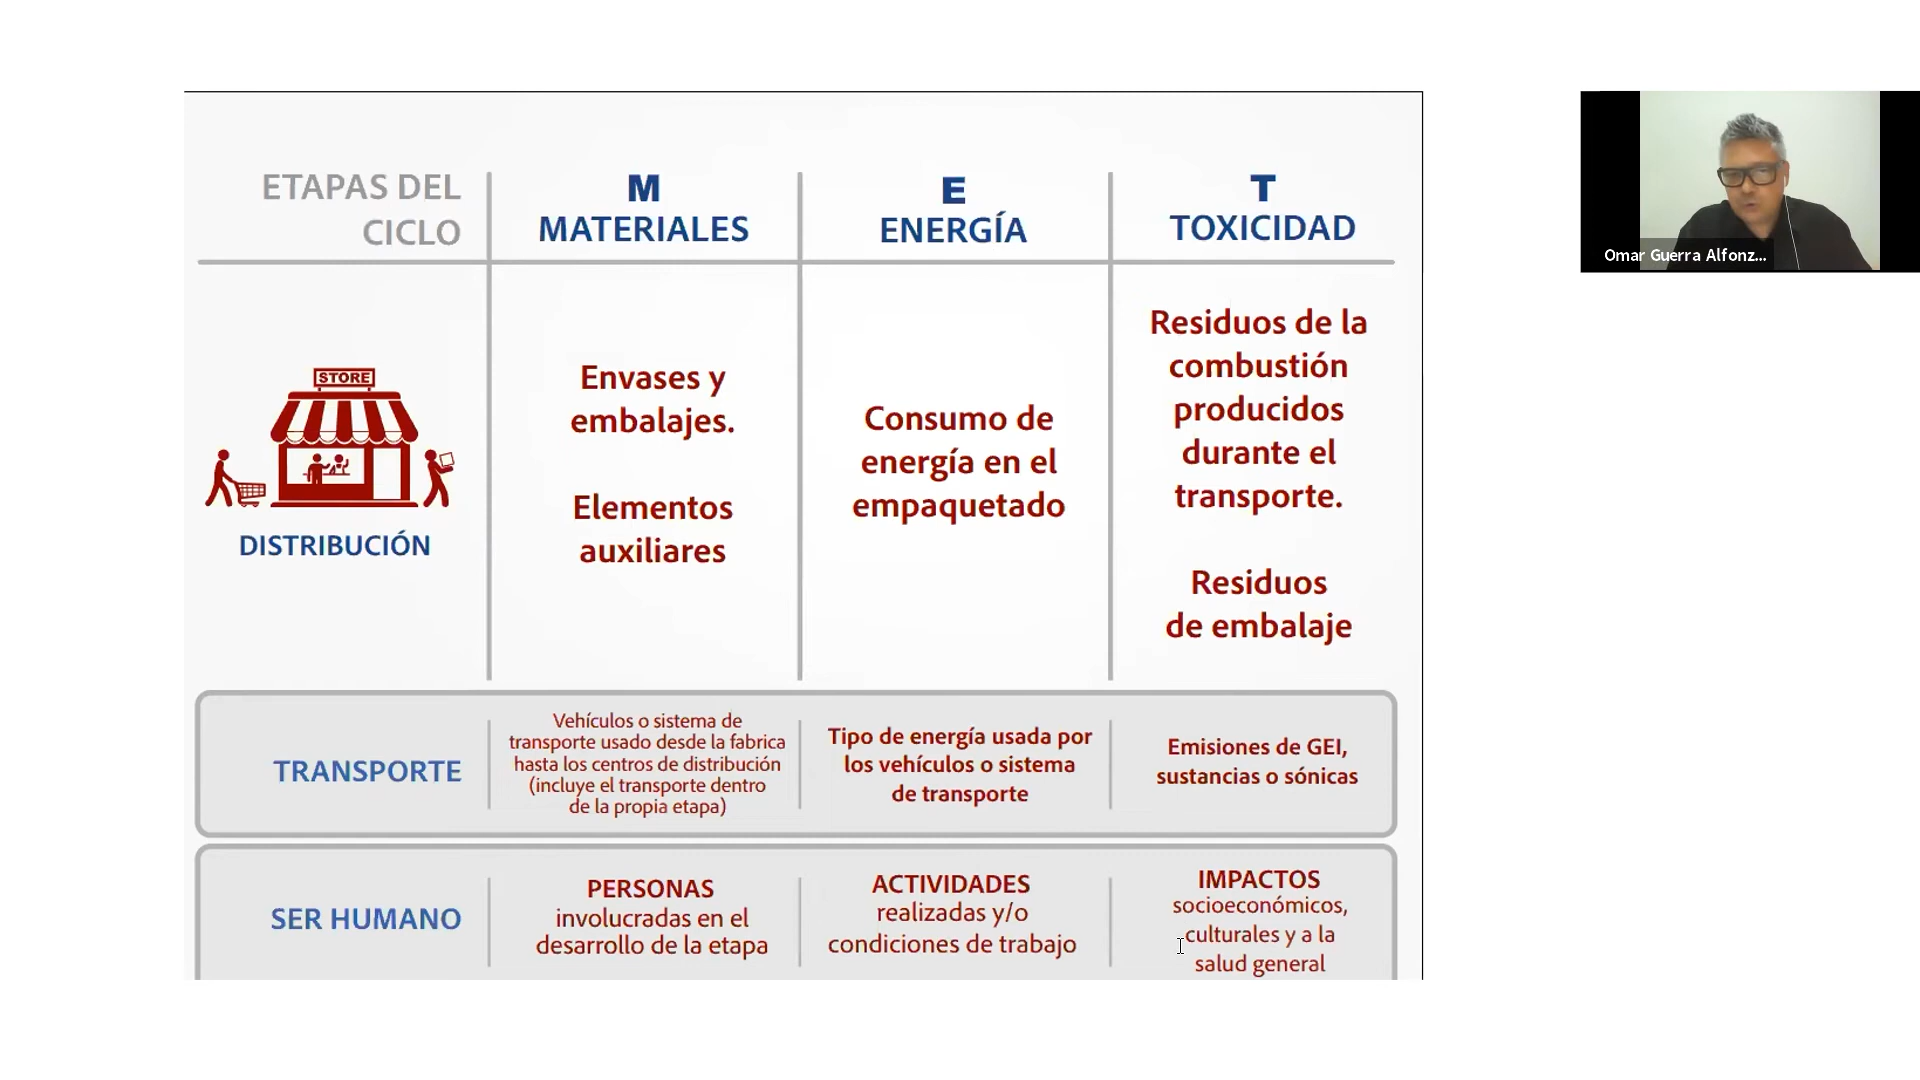 ETAPAS DEL
CICLO
M
MATERIALES
E
ENERGÍA
T
TOXICIDAD
STORE
DISTRIBUCIÓN
Envases y
embalajes.
Elementos
auxiliares
Consumo de
energía en el
empaquetado
Residuos de la
combustión
producidos
durante el
transporte.
Residuos
de embalaje
TRANSPORTE
Vehículos o sistema de
transporte usado desde la fabrica
hasta los centros de distribución
(incluye el transporte dentro
de la propia etapa)
Tipo de energía usada por
los vehículos o sistema
de transporte
Emisiones de GEI,
sustancias o sónicas
SER HUMANO
PERSONAS
involucradas en el
desarrollo de la etapa
ACTIVIDADES
realizadas y/o
condiciones de trabajo
IMPACTOS
socioeconómicos,
culturales y a la
salud general
Omar Guerra Alfonz...